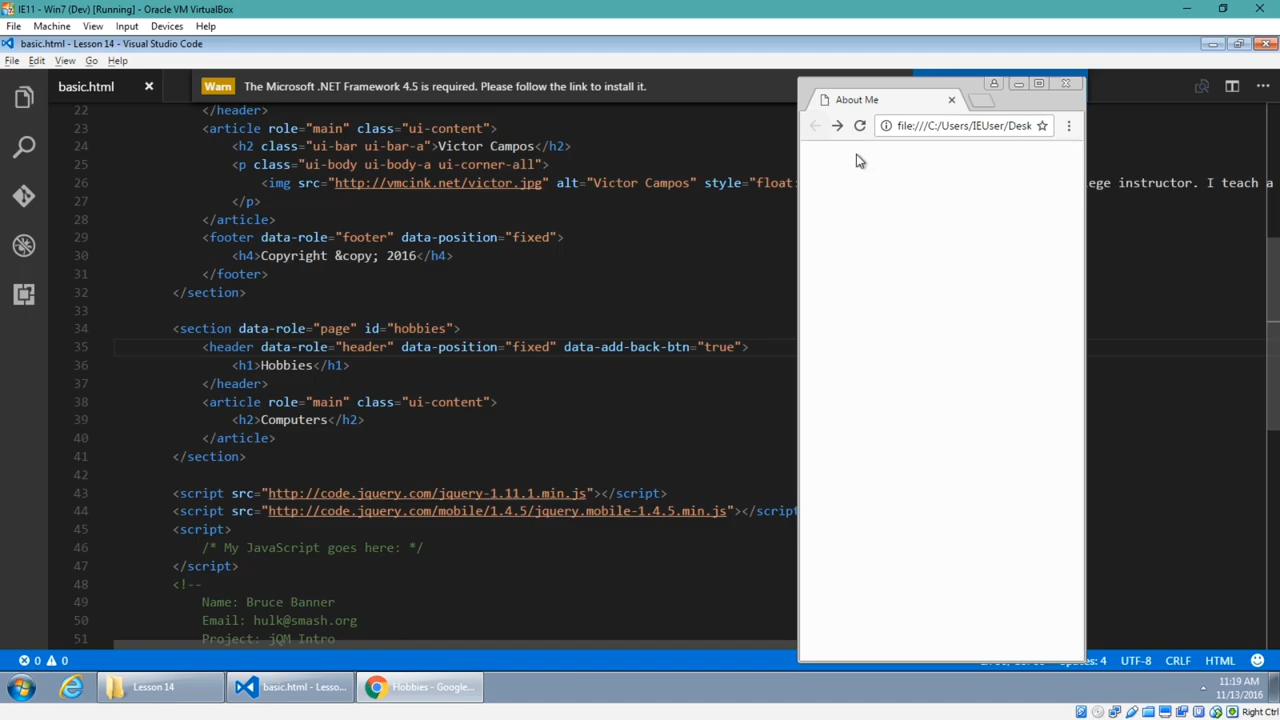 IE11 - Win7 (Dev) [Running] - Oracle VM VirtualBox
File Machine View Input Devices Help
basic.html - Lesson 14 - Visual Studio Code
File Edit View Go Help
basic.html
Warn The Microsoft .NET Framework 4.5 is required. Please follow the link to install it.
About Me
file:///C:/Users/IEUser/Desk
22 </header>
23 <article role="main" class="ui-content">
24 <h2 class="ui-bar ui-bar-a">Victor Campos</h2>
25 <p class="ui-body ui-body-a ui-corner-all">
26 <img src="http://vmcink.net/victor.jpg" alt="Victor Campos" style="float: ege instructor. I teach a
27 </p>
28 </article>
29 <footer data-role="footer" data-position="fixed">
30 <h4>Copyright &copy; 2016</h4>
31 </footer>
32 </section>
33
34 <section data-role="page" id="hobbies">
35 <header data-role="header" data-position="fixed" data-add-back-btn="true">
36 <h1>Hobbies</h1>
37 </header>
38 <article role="main" class="ui-content">
39 <h2>Computers</h2>
40 </article>
41 </section>
42
43 <script src="http://code.jquery.com/jquery-1.11.1.min.js"></script>
44 <script src="http://code.jquery.com/mobile/1.4.5/jquery.mobile-1.4.5.min.js"></script
45 <script>
46 /* My JavaScript goes here: */
47 </script>
48 <!--
49 Name: Bruce Banner
50 Email: hulk@smash.org
51 Project: jQM Intro
0 0 Spaces: 4 UTF-8 CRLF HTML
Lesson 14 basic.html - Lesso... Hobbies - Google...
11:19 AM
11/13/2016
Right Ctrl